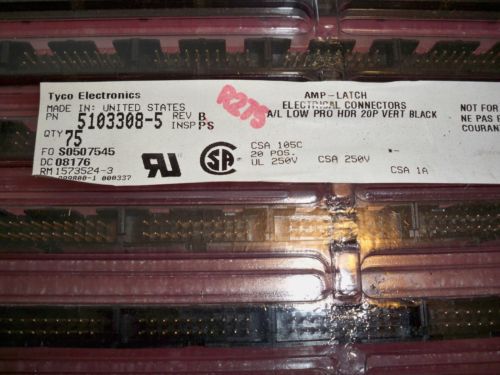 Tyco Electronics
MADE IN: UNITED STATES
PN 5103308-5 REV B
QTY 75 INSP PS
FO S0507545
DC 08176
RM 1573524-3
000337
R275
AMP-LATCH
ELECTRICAL CONNECTORS
A/L LOW PRO HDR 20P VERT BLACK
CSA 105C
20 POS.
UL 250V CSA 250V
CSA 1A
NOT FOR
NE PAS
COURAN